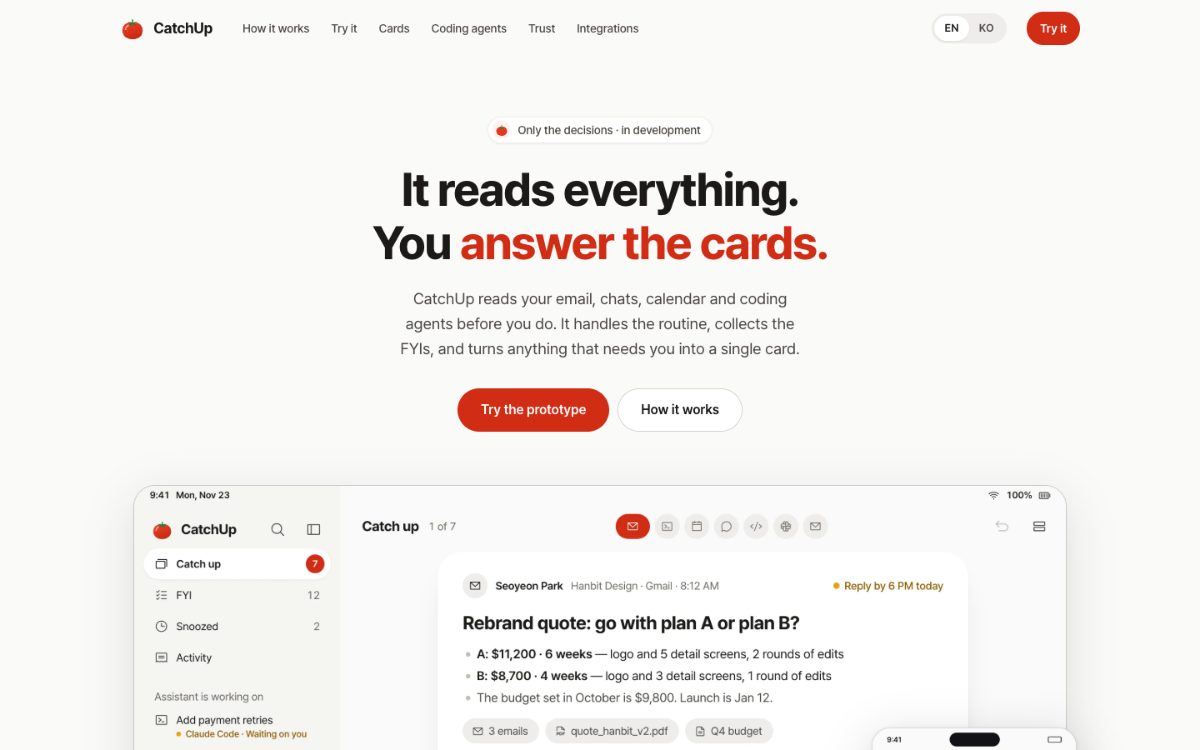 CatchUp
How it works
Try it
Cards
Coding agents
Trust
Integrations
EN
KO
Try it
Only the decisions · in development
It reads everything.
You answer the cards.
CatchUp reads your email, chats, calendar and coding
agents before you do. It handles the routine, collects the
FYIs, and turns anything that needs you into a single card.
Try the prototype
How it works
9:41 Mon, Nov 23
100%
CatchUp
Catch up
7
FYI
12
Snoozed
2
Activity
Assistant is working on
Add payment retries
Claude Code · Waiting on you
Catch up 1 of 7
Seoyeon Park Hanbit Design · Gmail · 8:12 AM
Reply by 6 PM today
Rebrand quote: go with plan A or plan B?
A: $11,200 · 6 weeks — logo and 5 detail screens, 2 rounds of edits
B: $8,700 · 4 weeks — logo and 3 detail screens, 1 round of edits
The budget set in October is $9,800. Launch is Jan 12.
3 emails
quote_hanbit_v2.pdf
Q4 budget
9:41